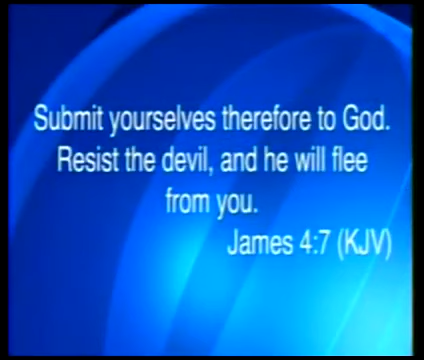 Submit yourselves therefore to God.
Resist the devil, and he will flee
from you.
James 4:7 (KJV)